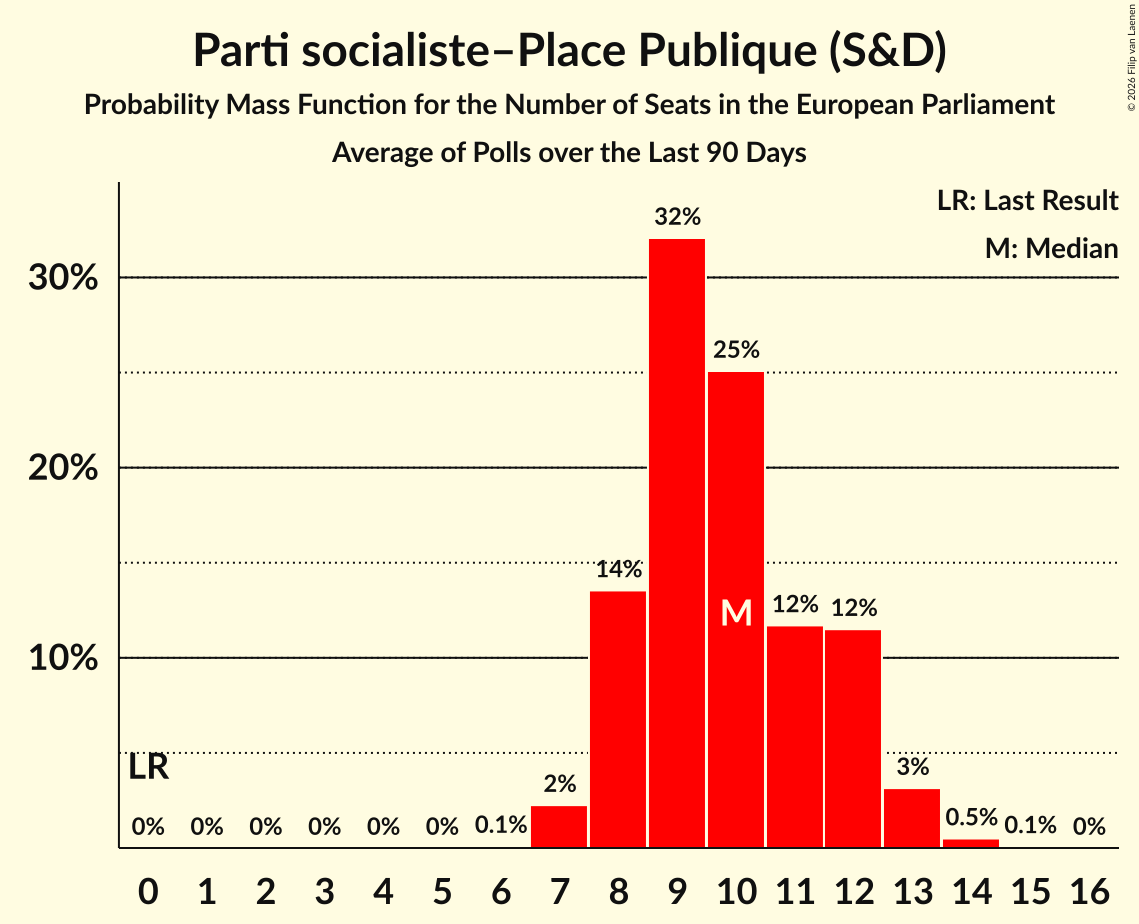 Parti socialiste–Place Publique (S&D)
Probability Mass Function for the Number of Seats in the European Parliament
Average of Polls over the Last 90 Days
© 2026 Filip van Laenen
LR: Last Result
M: Median
32%
30%
25%
20%
14%
12%
12%
M
10%
LR
3%
2%
0% 0% 0% 0% 0% 0% 0.1% 0.5% 0.1% 0%
0 1 2 3 4 5 6 7 8 9 10 11 12 13 14 15 16